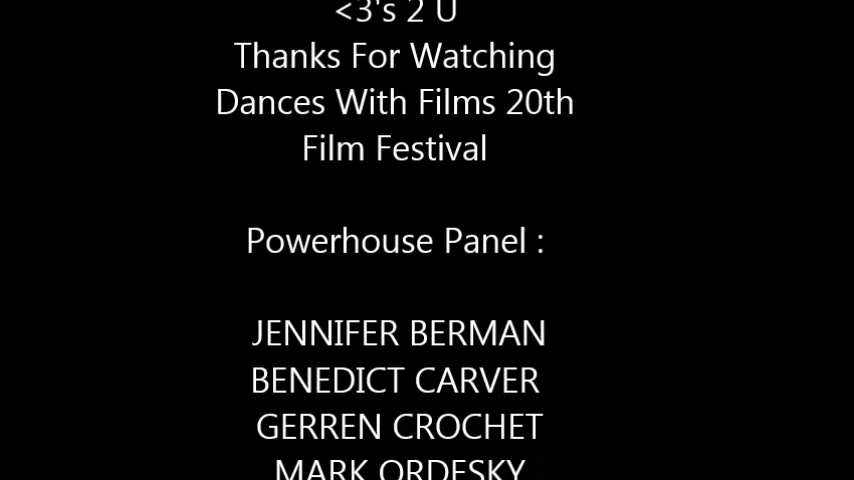 <3's 2 U
Thanks For Watching
Dances With Films 20th
Film Festival
Powerhouse Panel :
JENNIFER BERMAN
BENEDICT CARVER
GERREN CROCHET
MARK ORDESKY